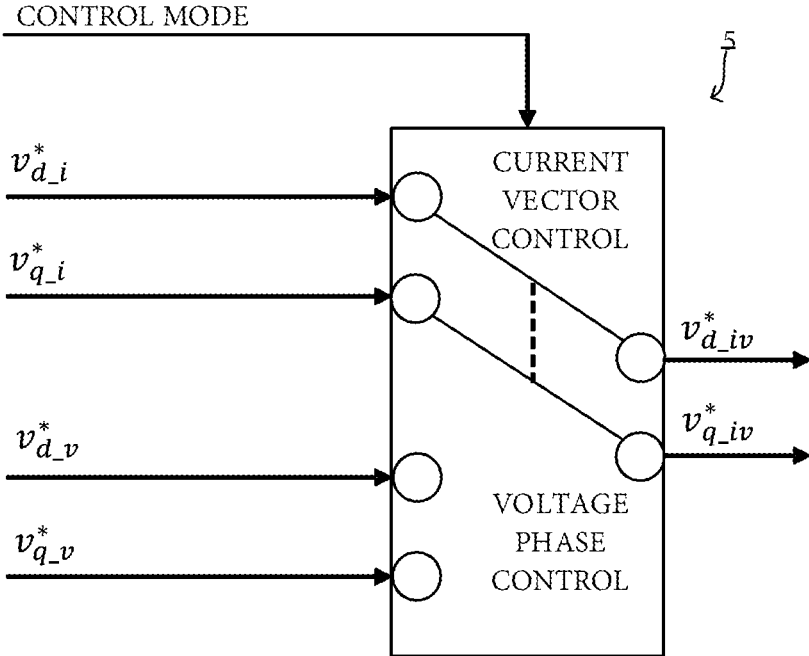 CONTROL MODE
5
v*d_i
CURRENT
VECTOR
CONTROL
v*q_i
v*d_iv
v*q_iv
v*d_v
v*q_v
VOLTAGE
PHASE
CONTROL